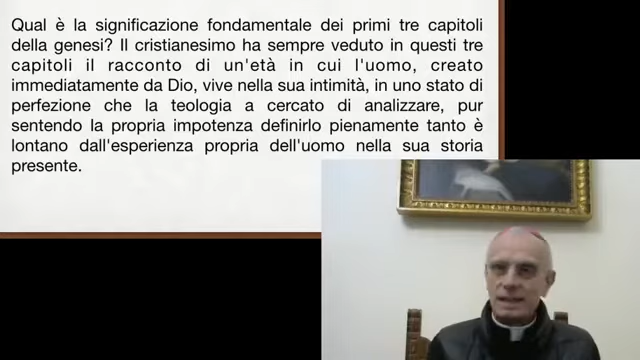 Qual è la significazione fondamentale dei primi tre capitoli
della genesi? Il cristianesimo ha sempre veduto in questi tre
capitoli il racconto di un'età in cui l'uomo, creato
immediatamente da Dio, vive nella sua intimità, in uno stato di
perfezione che la teologia a cercato di analizzare, pur
sentendo la propria impotenza definirlo pienamente tanto è
lontano dall'esperienza propria dell'uomo nella sua storia
presente.